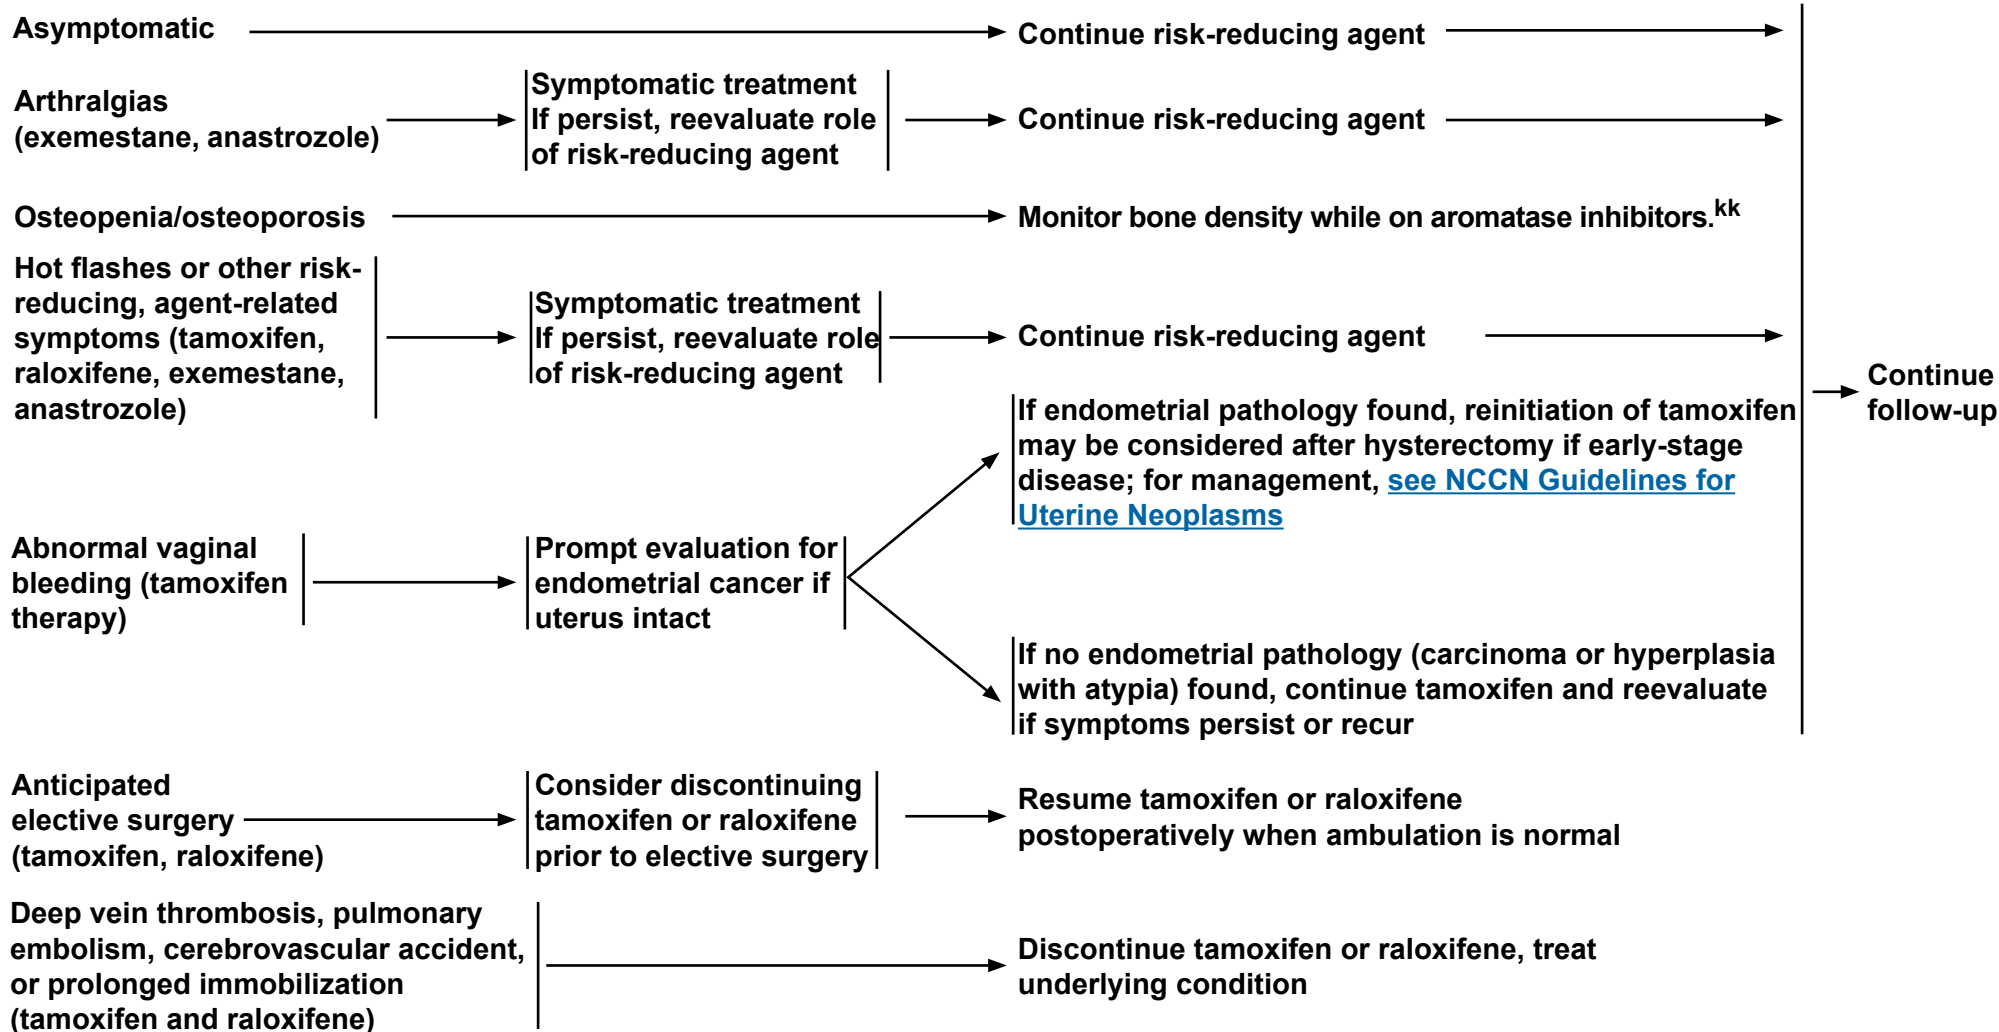 Asymptomatic
Continue risk-reducing agent
Arthralgias
(exemestane, anastrozole)
Symptomatic treatment
If persist, reevaluate role
of risk-reducing agent
Continue risk-reducing agent
Osteopenia/osteoporosis
Monitor bone density while on aromatase inhibitors.kk
Hot flashes or other risk-
reducing, agent-related
symptoms (tamoxifen,
raloxifene, exemestane,
anastrozole)
Symptomatic treatment
If persist, reevaluate role
of risk-reducing agent
Continue risk-reducing agent
Abnormal vaginal
bleeding (tamoxifen
therapy)
Prompt evaluation for
endometrial cancer if
uterus intact
If endometrial pathology found, reinitiation of tamoxifen
may be considered after hysterectomy if early-stage
disease; for management, see NCCN Guidelines for
Uterine Neoplasms
If no endometrial pathology (carcinoma or hyperplasia
with atypia) found, continue tamoxifen and reevaluate
if symptoms persist or recur
Continue
follow-up
Anticipated
elective surgery
(tamoxifen, raloxifene)
Consider discontinuing
tamoxifen or raloxifene
prior to elective surgery
Resume tamoxifen or raloxifene
postoperatively when ambulation is normal
Deep vein thrombosis, pulmonary
embolism, cerebrovascular accident,
or prolonged immobilization
(tamoxifen and raloxifene)
Discontinue tamoxifen or raloxifene, treat
underlying condition